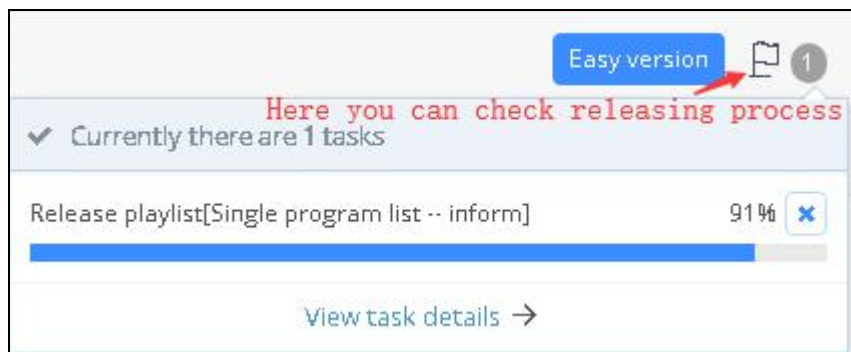 Easy version
1
Here you can check releasing process
Currently there are 1 tasks
Release playlist[Single program list -- inform] 91%
View task details →